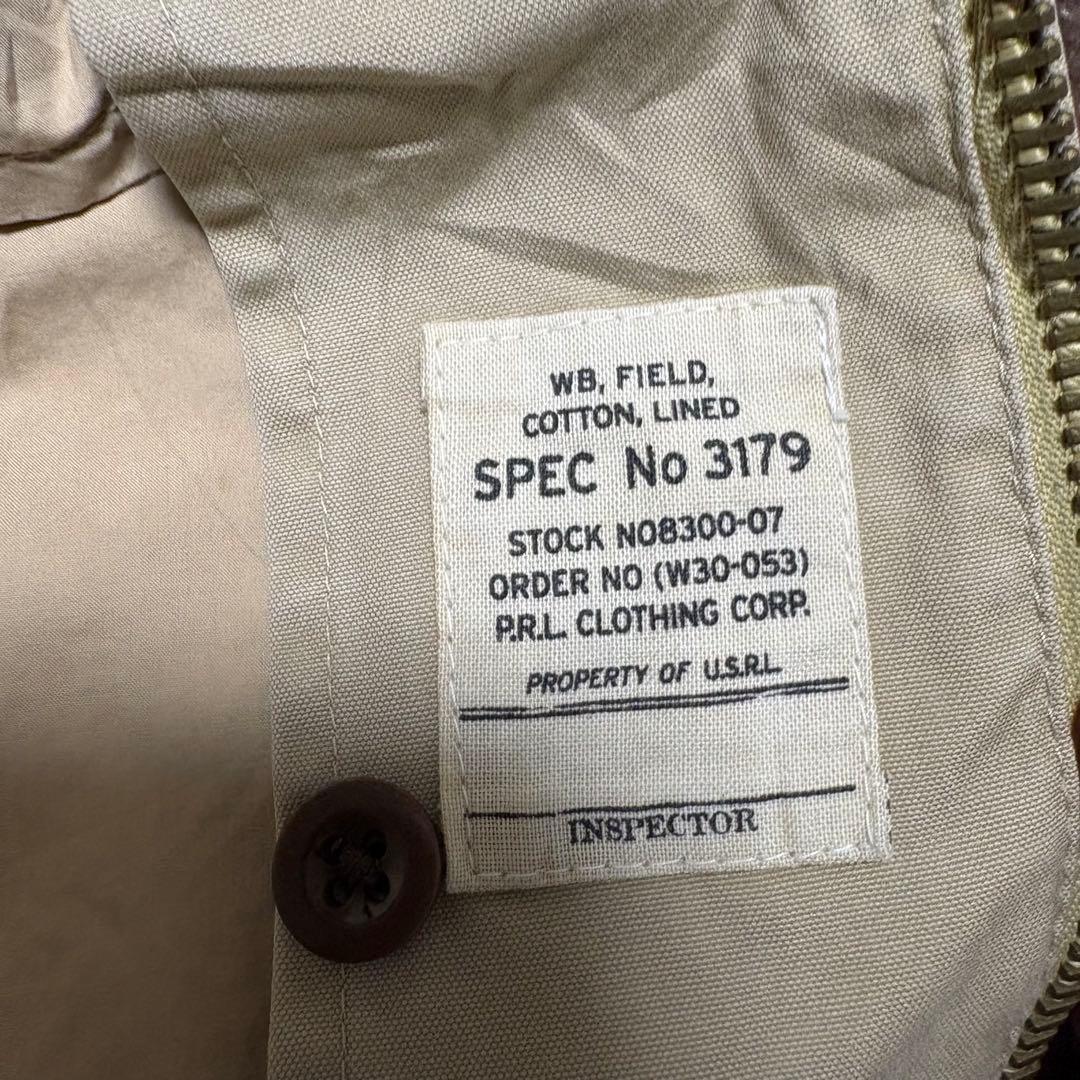 WB, FIELD,
COTTON, LINED
SPEC No 3179
STOCK NO8300-07
ORDER NO (W30-053)
P.R.L. CLOTHING CORP.
PROPERTY OF U.S.R.L.
INSPECTOR